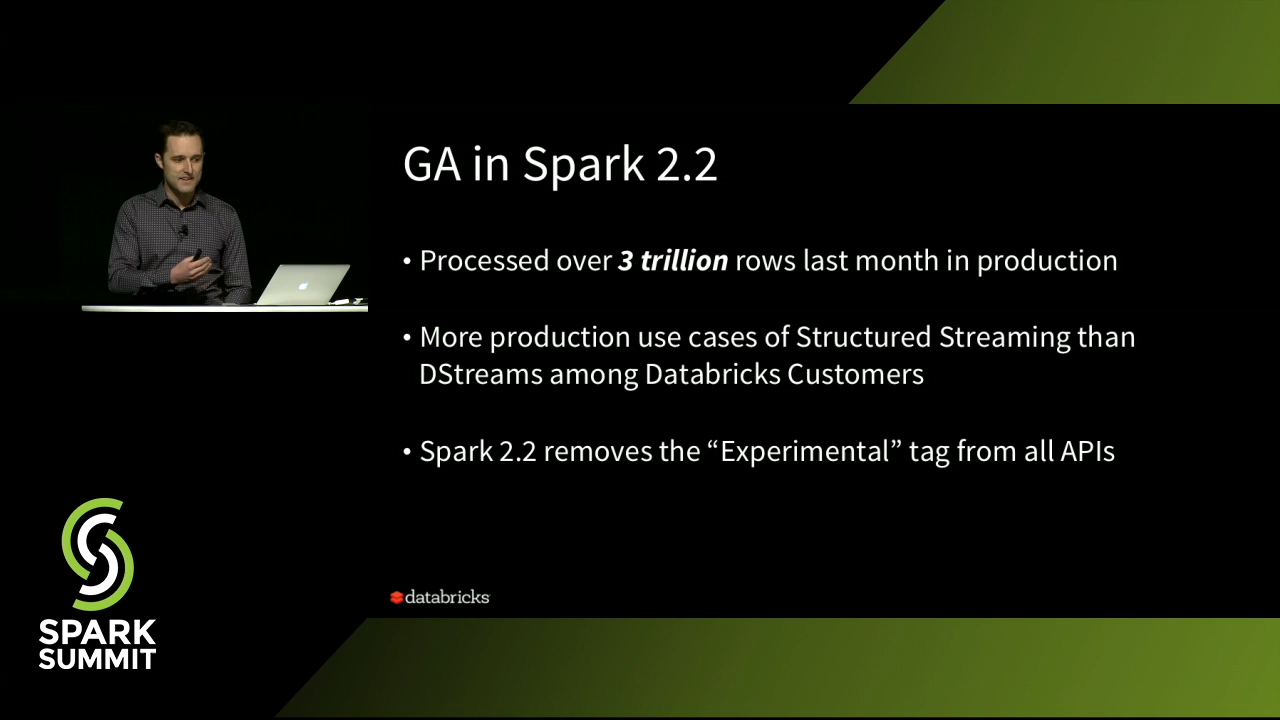 GA in Spark 2.2
• Processed over 3 trillion rows last month in production
• More production use cases of Structured Streaming than
DStreams among Databricks Customers
• Spark 2.2 removes the “Experimental” tag from all APIs
databricks
SPARK
SUMMIT